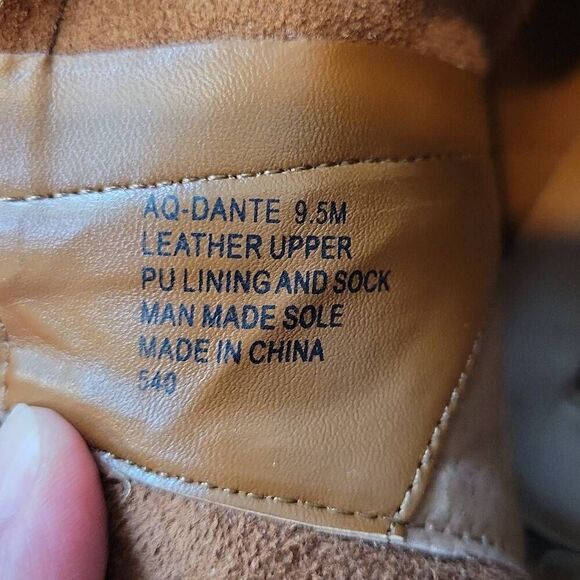 AQ-DANTE 9.5M
LEATHER UPPER
PU LINING AND SOCK
MAN MADE SOLE
MADE IN CHINA
540